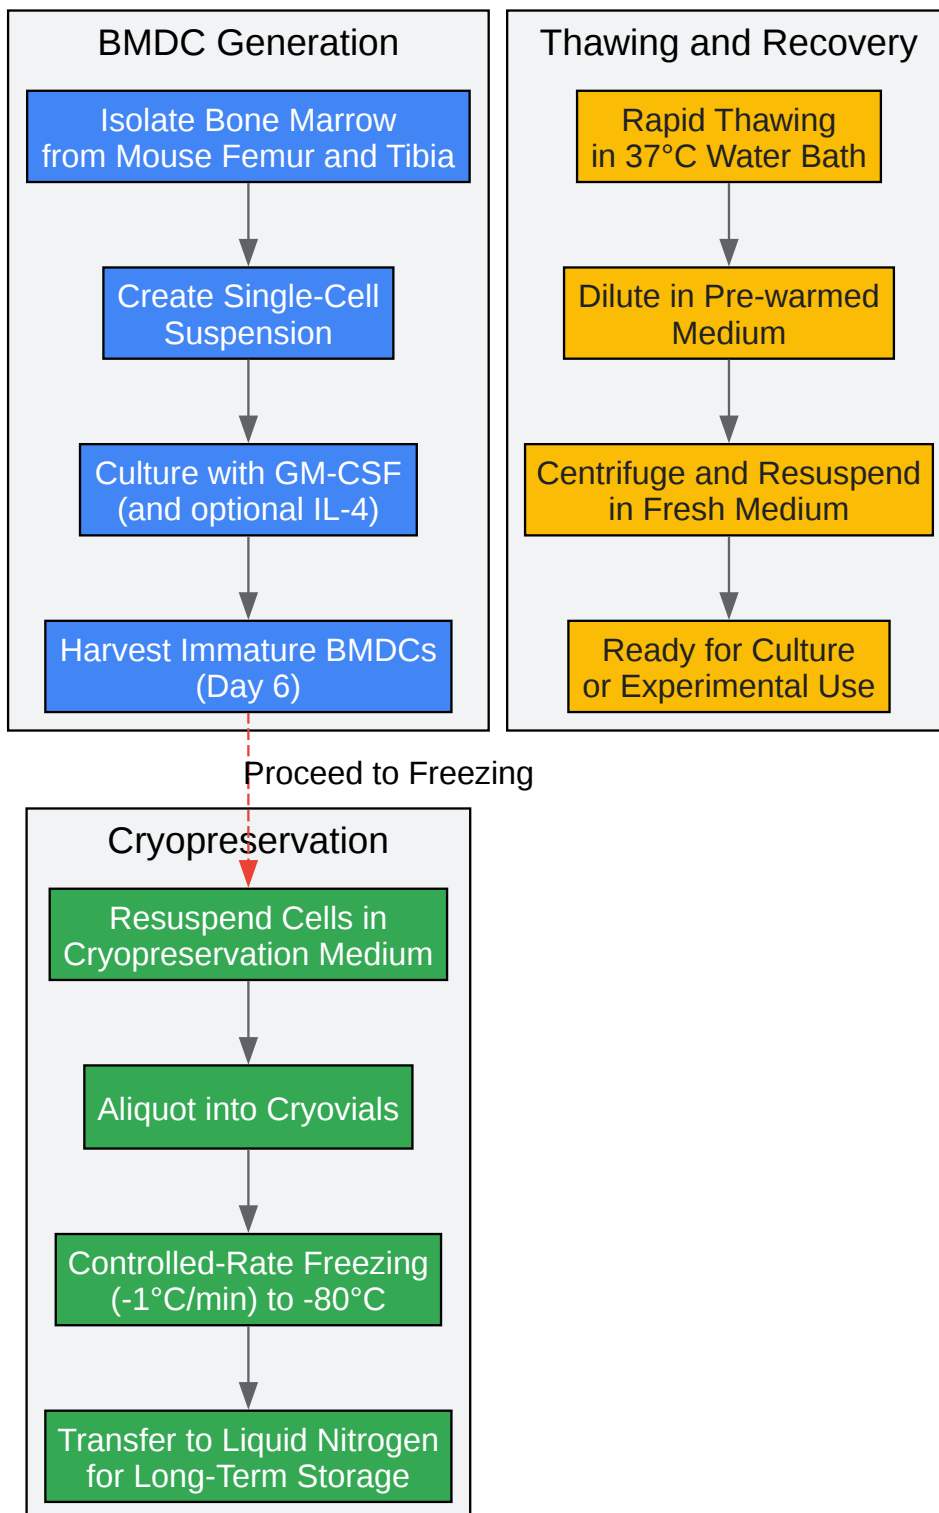 BMDC Generation
Isolate Bone Marrow
from Mouse Femur and Tibia
Create Single-Cell
Suspension
Culture with GM-CSF
(and optional IL-4)
Harvest Immature BMDCs
(Day 6)
Proceed to Freezing
Cryopreservation
Resuspend Cells in
Cryopreservation Medium
Aliquot into Cryovials
Controlled-Rate Freezing
(-1°C/min) to -80°C
Transfer to Liquid Nitrogen
for Long-Term Storage
Thawing and Recovery
Rapid Thawing
in 37°C Water Bath
Dilute in Pre-warmed
Medium
Centrifuge and Resuspend
in Fresh Medium
Ready for Culture
or Experimental Use